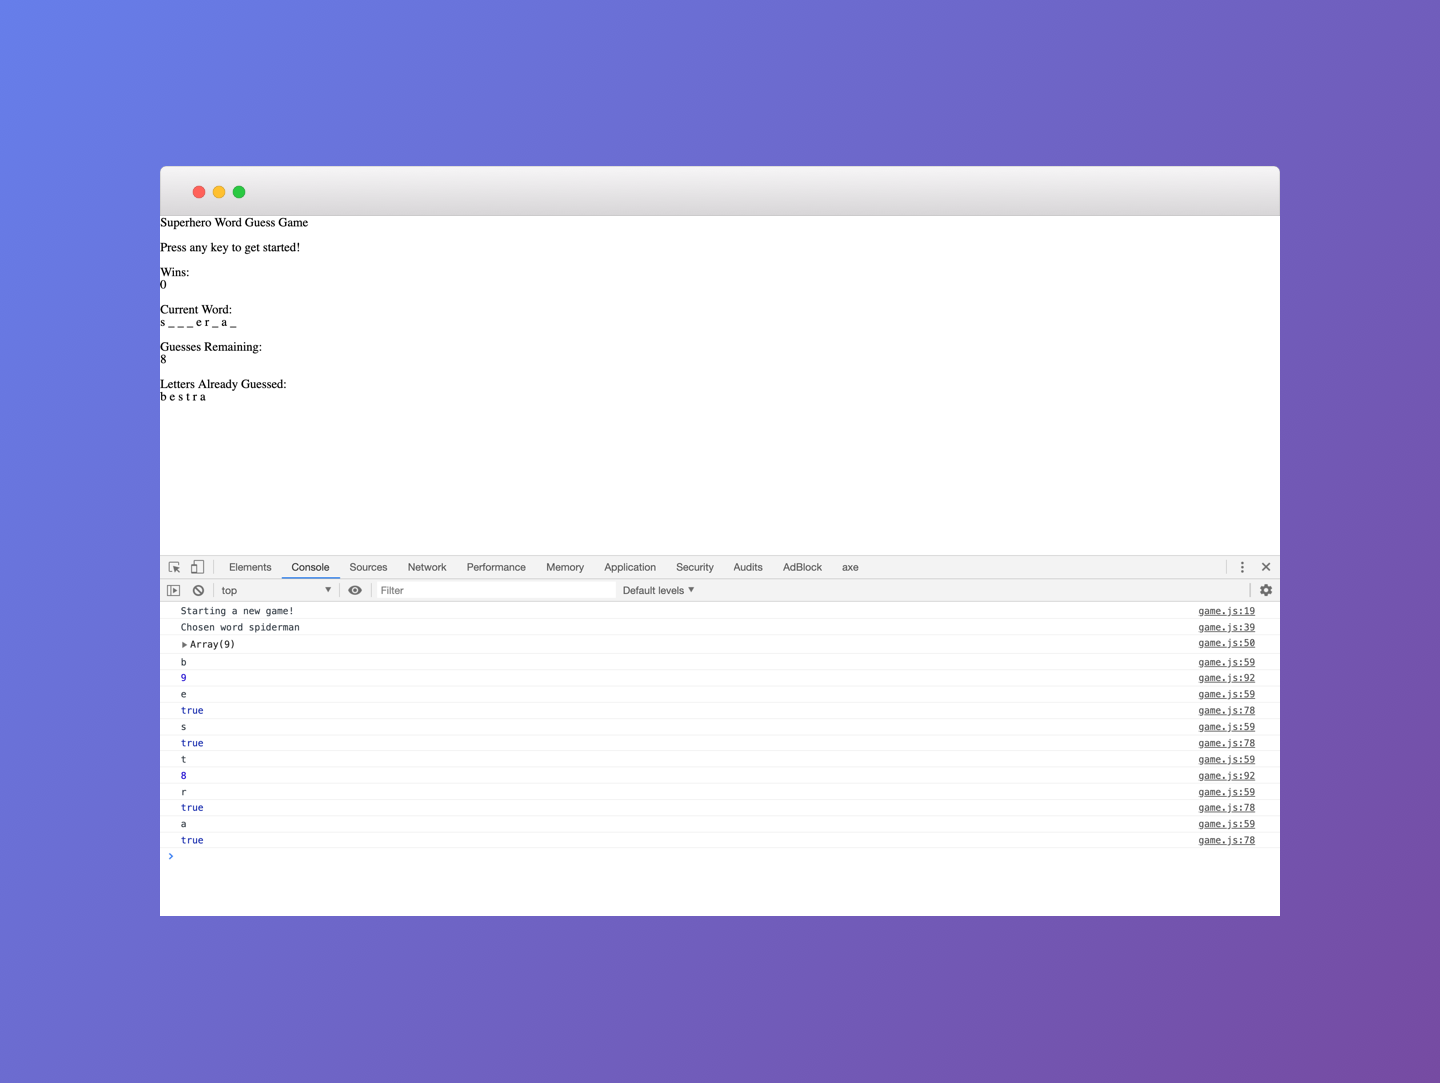 Superhero Word Guess Game
Press any key to get started!
Wins:
0
Current Word:
s _ _ _ e r _ a _
Guesses Remaining:
8
Letters Already Guessed:
b e s t r a
Elements Console Sources Network Performance Memory Application Security Audits AdBlock axe
top Filter Default levels
Starting a new game! game.js:19
Chosen word spiderman game.js:39
Array(9) game.js:50
b game.js:59
9 game.js:92
e game.js:59
true game.js:78
s game.js:59
true game.js:78
t game.js:59
8 game.js:92
r game.js:59
true game.js:78
a game.js:59
true game.js:78